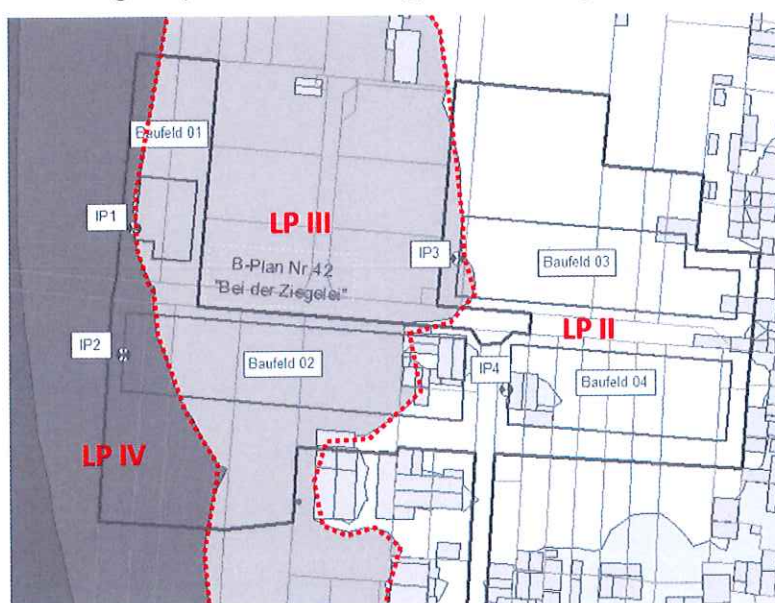 Baufeld 01
IP1
LP III
IP3
B-Plan Nr.42
"Bei der Ziegelei"
Baufeld 03
LP II
IP2
Baufeld 02
IP4
Baufeld 04
LP IV